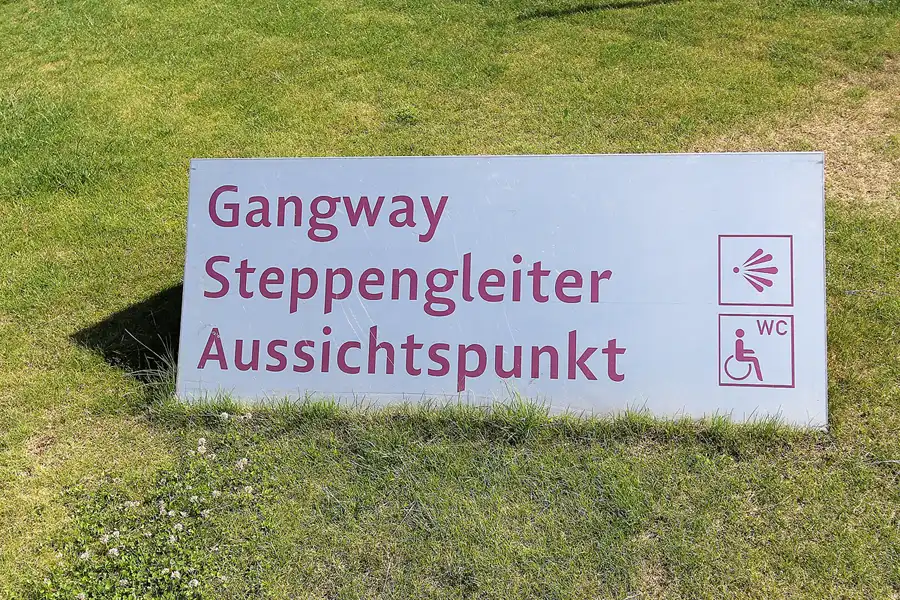 Gangway
Steppengleiter
Aussichtspunkt
WC